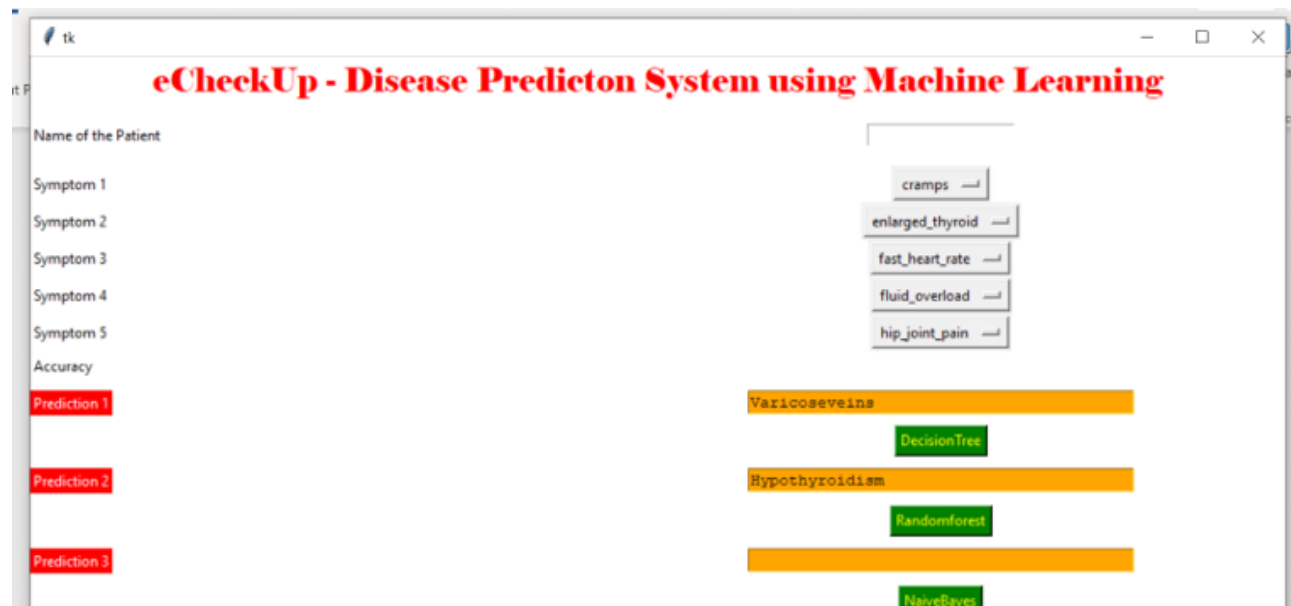 tk
eCheckUp - Disease Predicton System using Machine Learning
Name of the Patient
Symptom 1 cramps
Symptom 2 enlarged_thyroid
Symptom 3 fast_heart_rate
Symptom 4 fluid_overload
Symptom 5 hip_joint_pain
Accuracy
Prediction 1 Varicoseveins
DecisionTree
Prediction 2 Hypothyroidism
Randomforest
Prediction 3
NaiveBayes